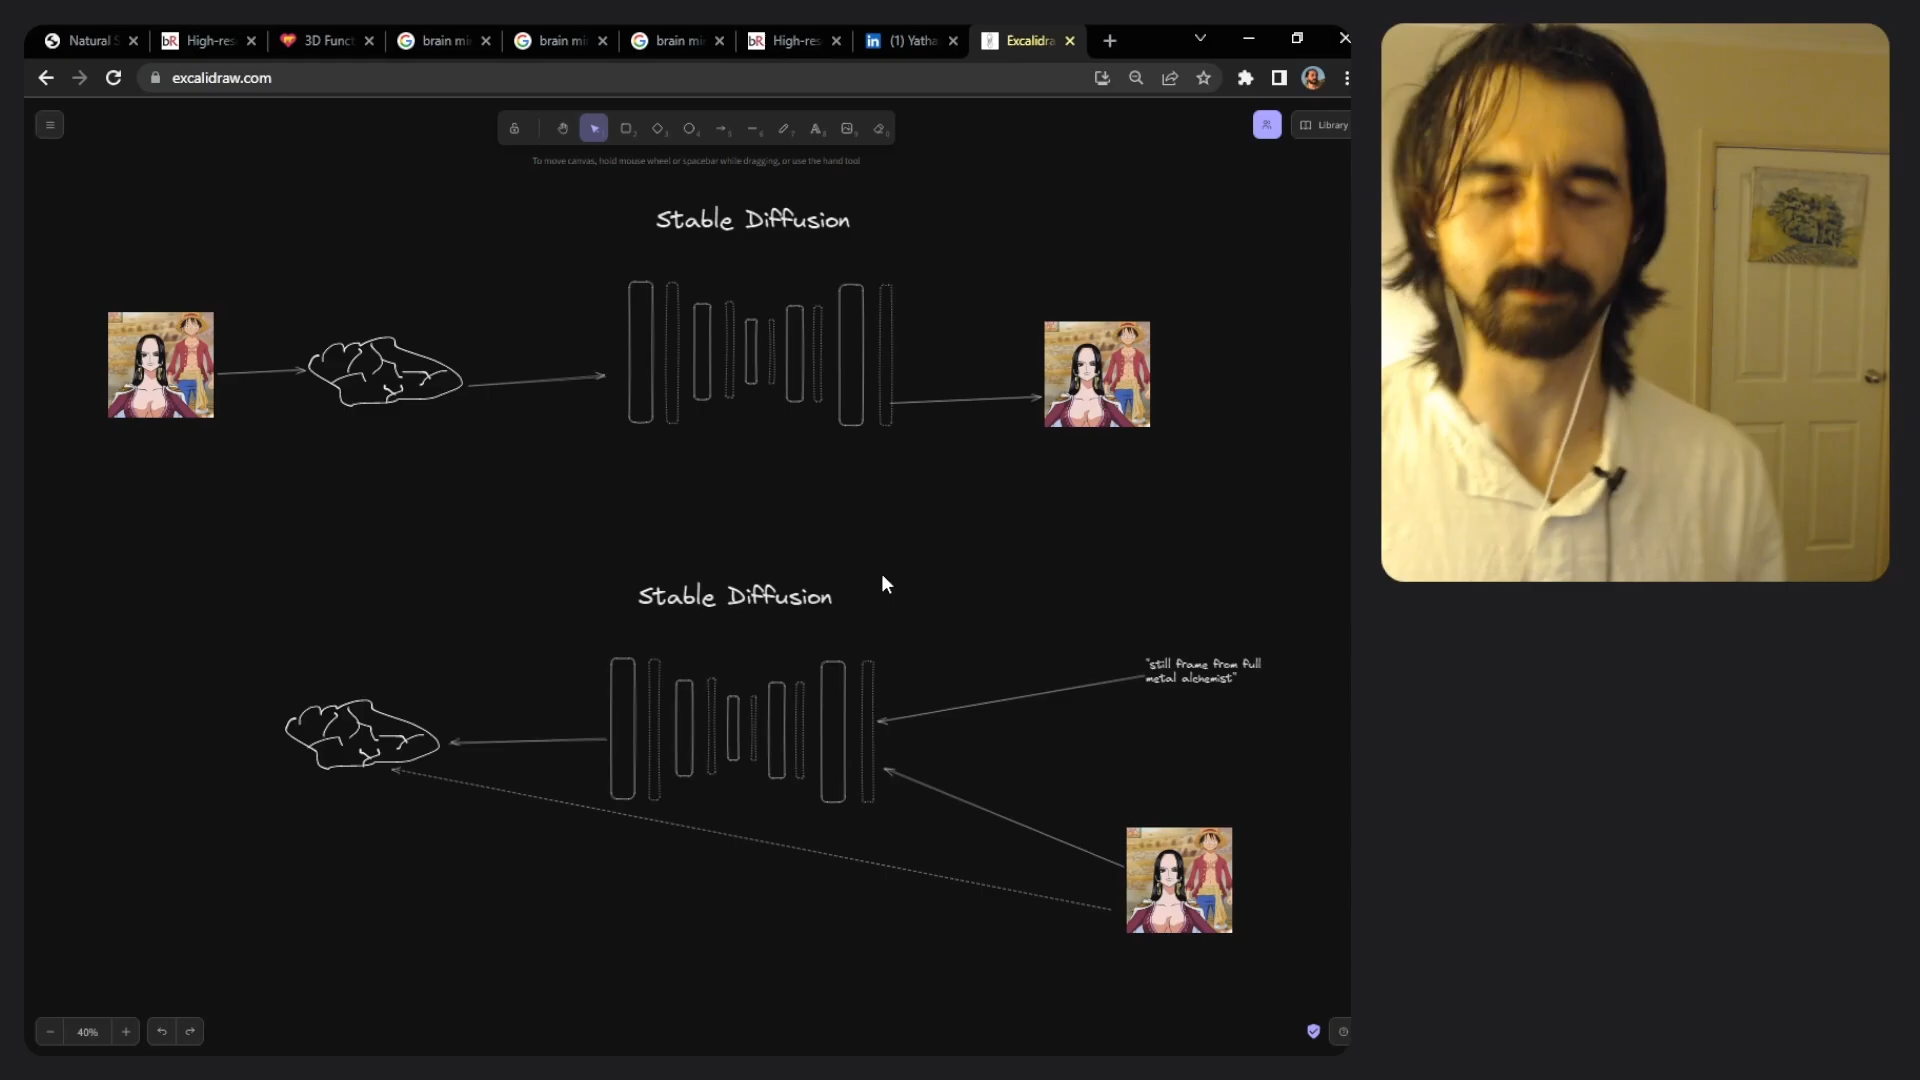 Natural S
High-res
3D Funct
brain mi
brain mi
brain mi
High-res
(1) Yatha
Excalidra
excalidraw.com
Library
To move canvas, hold mouse wheel or spacebar while dragging, or use the hand tool
Stable Diffusion
Stable Diffusion
"still frame from full
metal alchemist"
40%